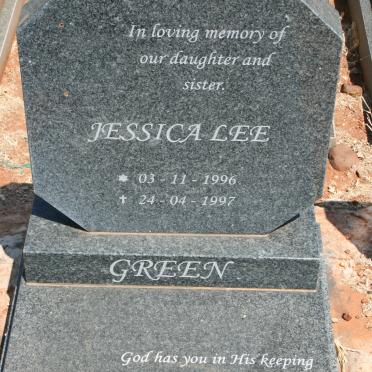 In loving memory of
our daughter and
sister.
JESSICA LEE
* 03 - 11 - 1996
✝ 24 - 04 - 1997
GREEN
God has you in His keeping